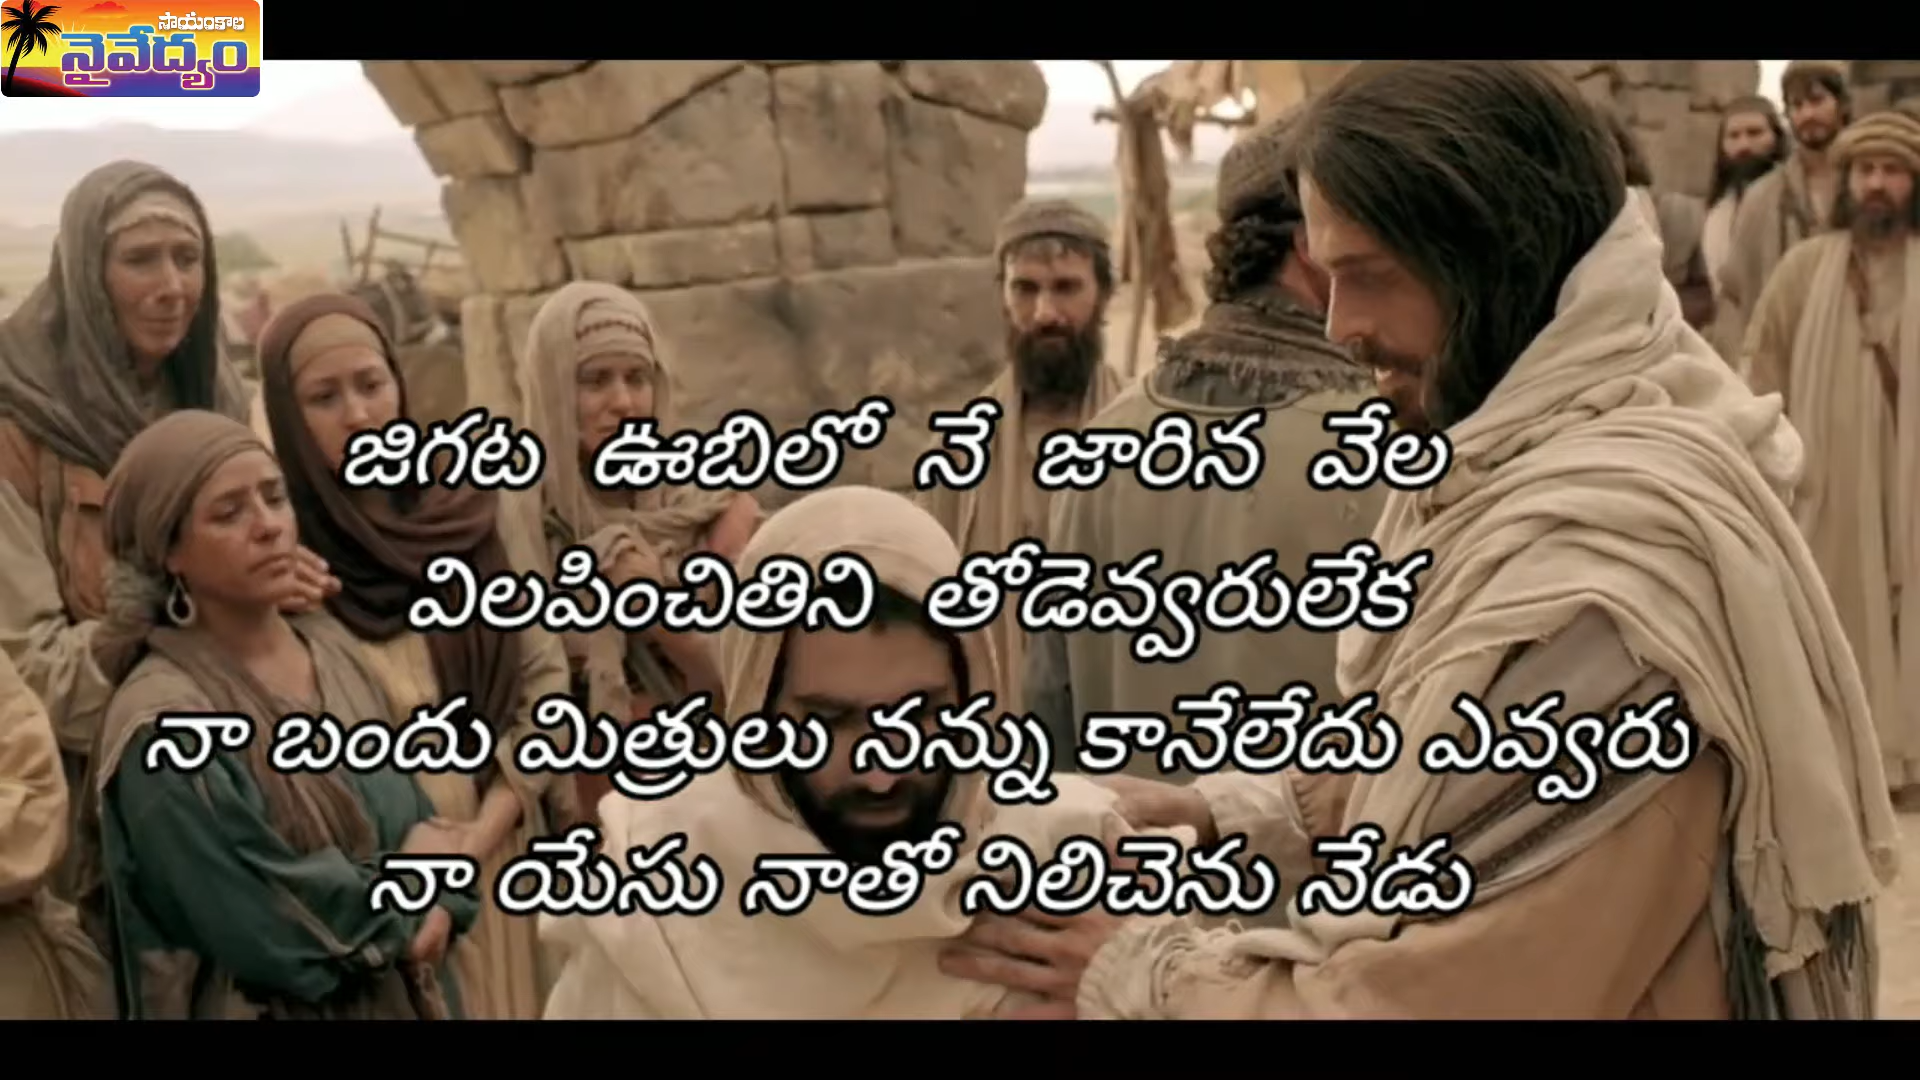 సాయంకాల
నైవేద్యం
జిగట ఊబిలో నే జారిన వేల
విలపించితిని తోడెవ్వరులేక
నా బందు మిత్రులు నన్ను కానేలేదు ఎవ్వరు
నా యేసు నాతో నిలిచెను నేడు